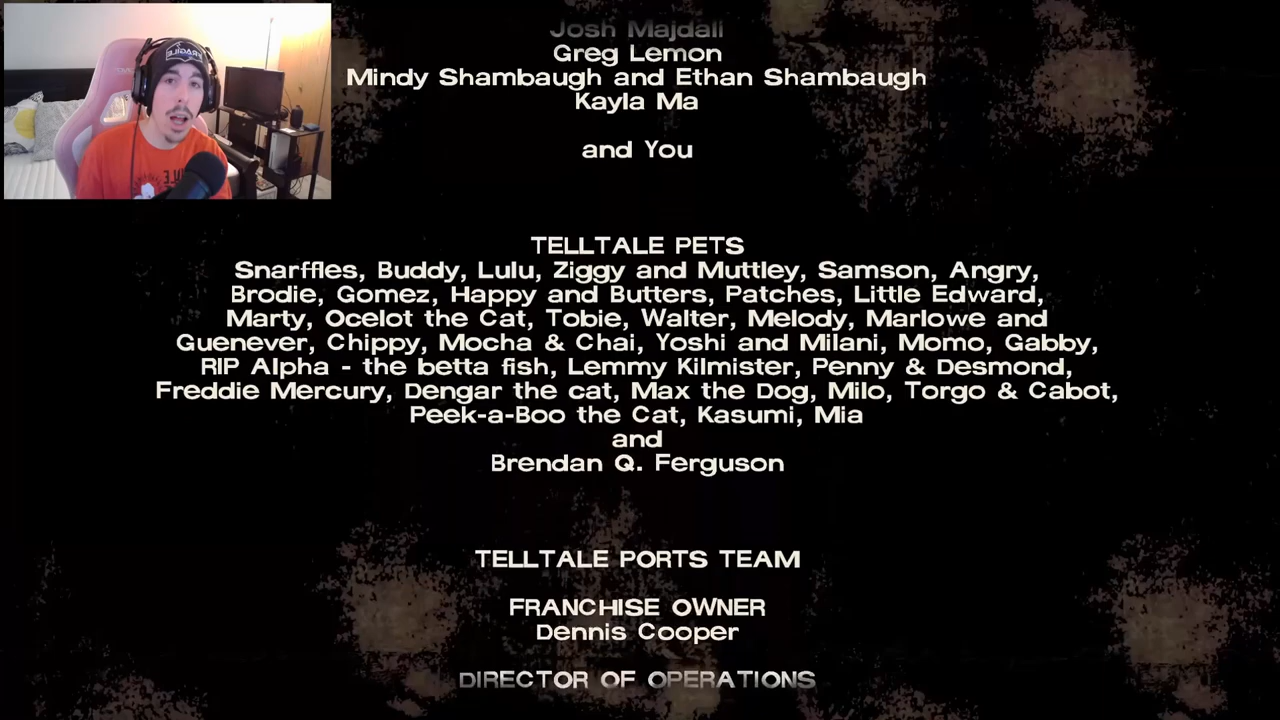 Josh Majdali
Greg Lemon
Mindy Shambaugh and Ethan Shambaugh
Kayla Ma
and You
TELLTALE PETS
Snarffles, Buddy, Lulu, Ziggy and Muttley, Samson, Angry,
Brodie, Gomez, Happy and Butters, Patches, Little Edward,
Marty, Ocelot the Cat, Tobie, Walter, Melody, Marlowe and
Guenever, Chippy, Mocha & Chai, Yoshi and Milani, Momo, Gabby,
RIP Alpha - the betta fish, Lemmy Kilmister, Penny & Desmond,
Freddie Mercury, Dengar the cat, Max the Dog, Milo, Torgo & Cabot,
Peek-a-Boo the Cat, Kasumi, Mia
and
Brendan Q. Ferguson
TELLTALE PORTS TEAM
FRANCHISE OWNER
Dennis Cooper
DIRECTOR OF OPERATIONS